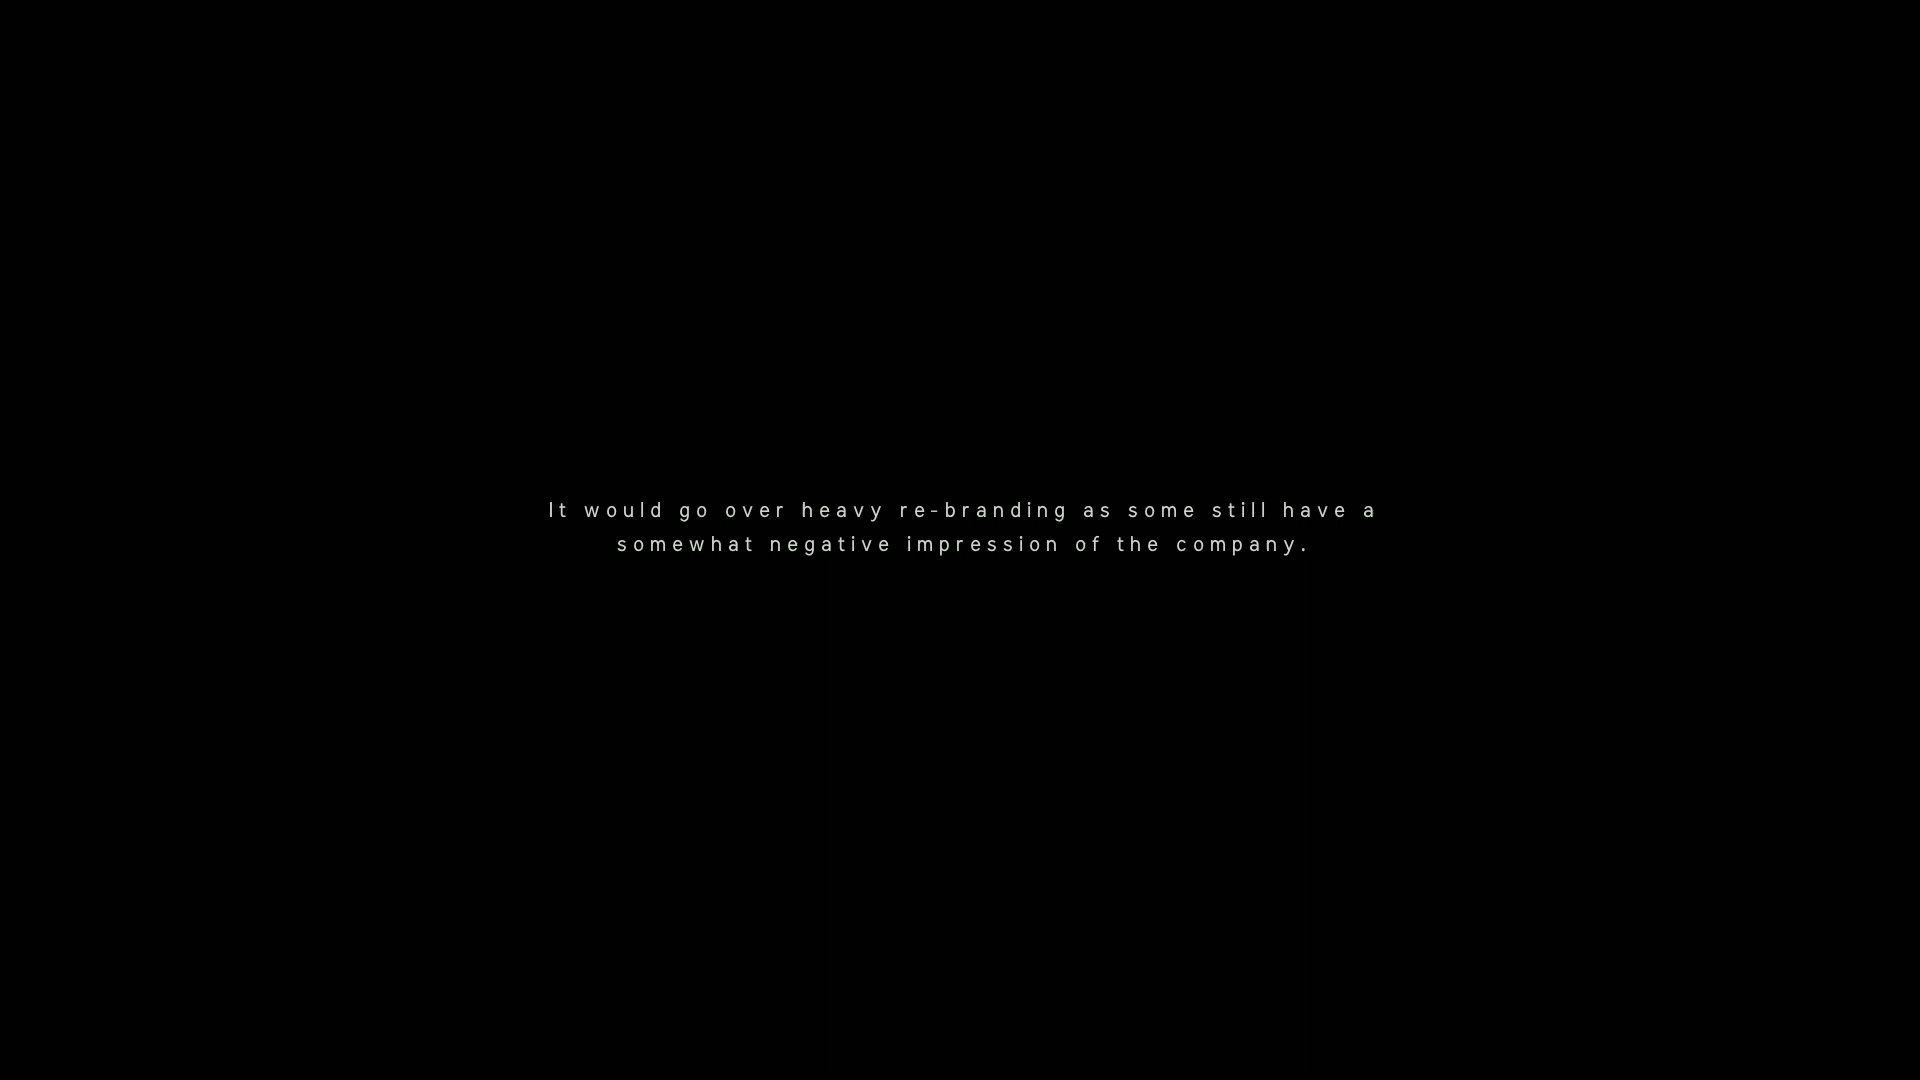 It would go over heavy re-branding as some still have a
somewhat negative impression of the company.